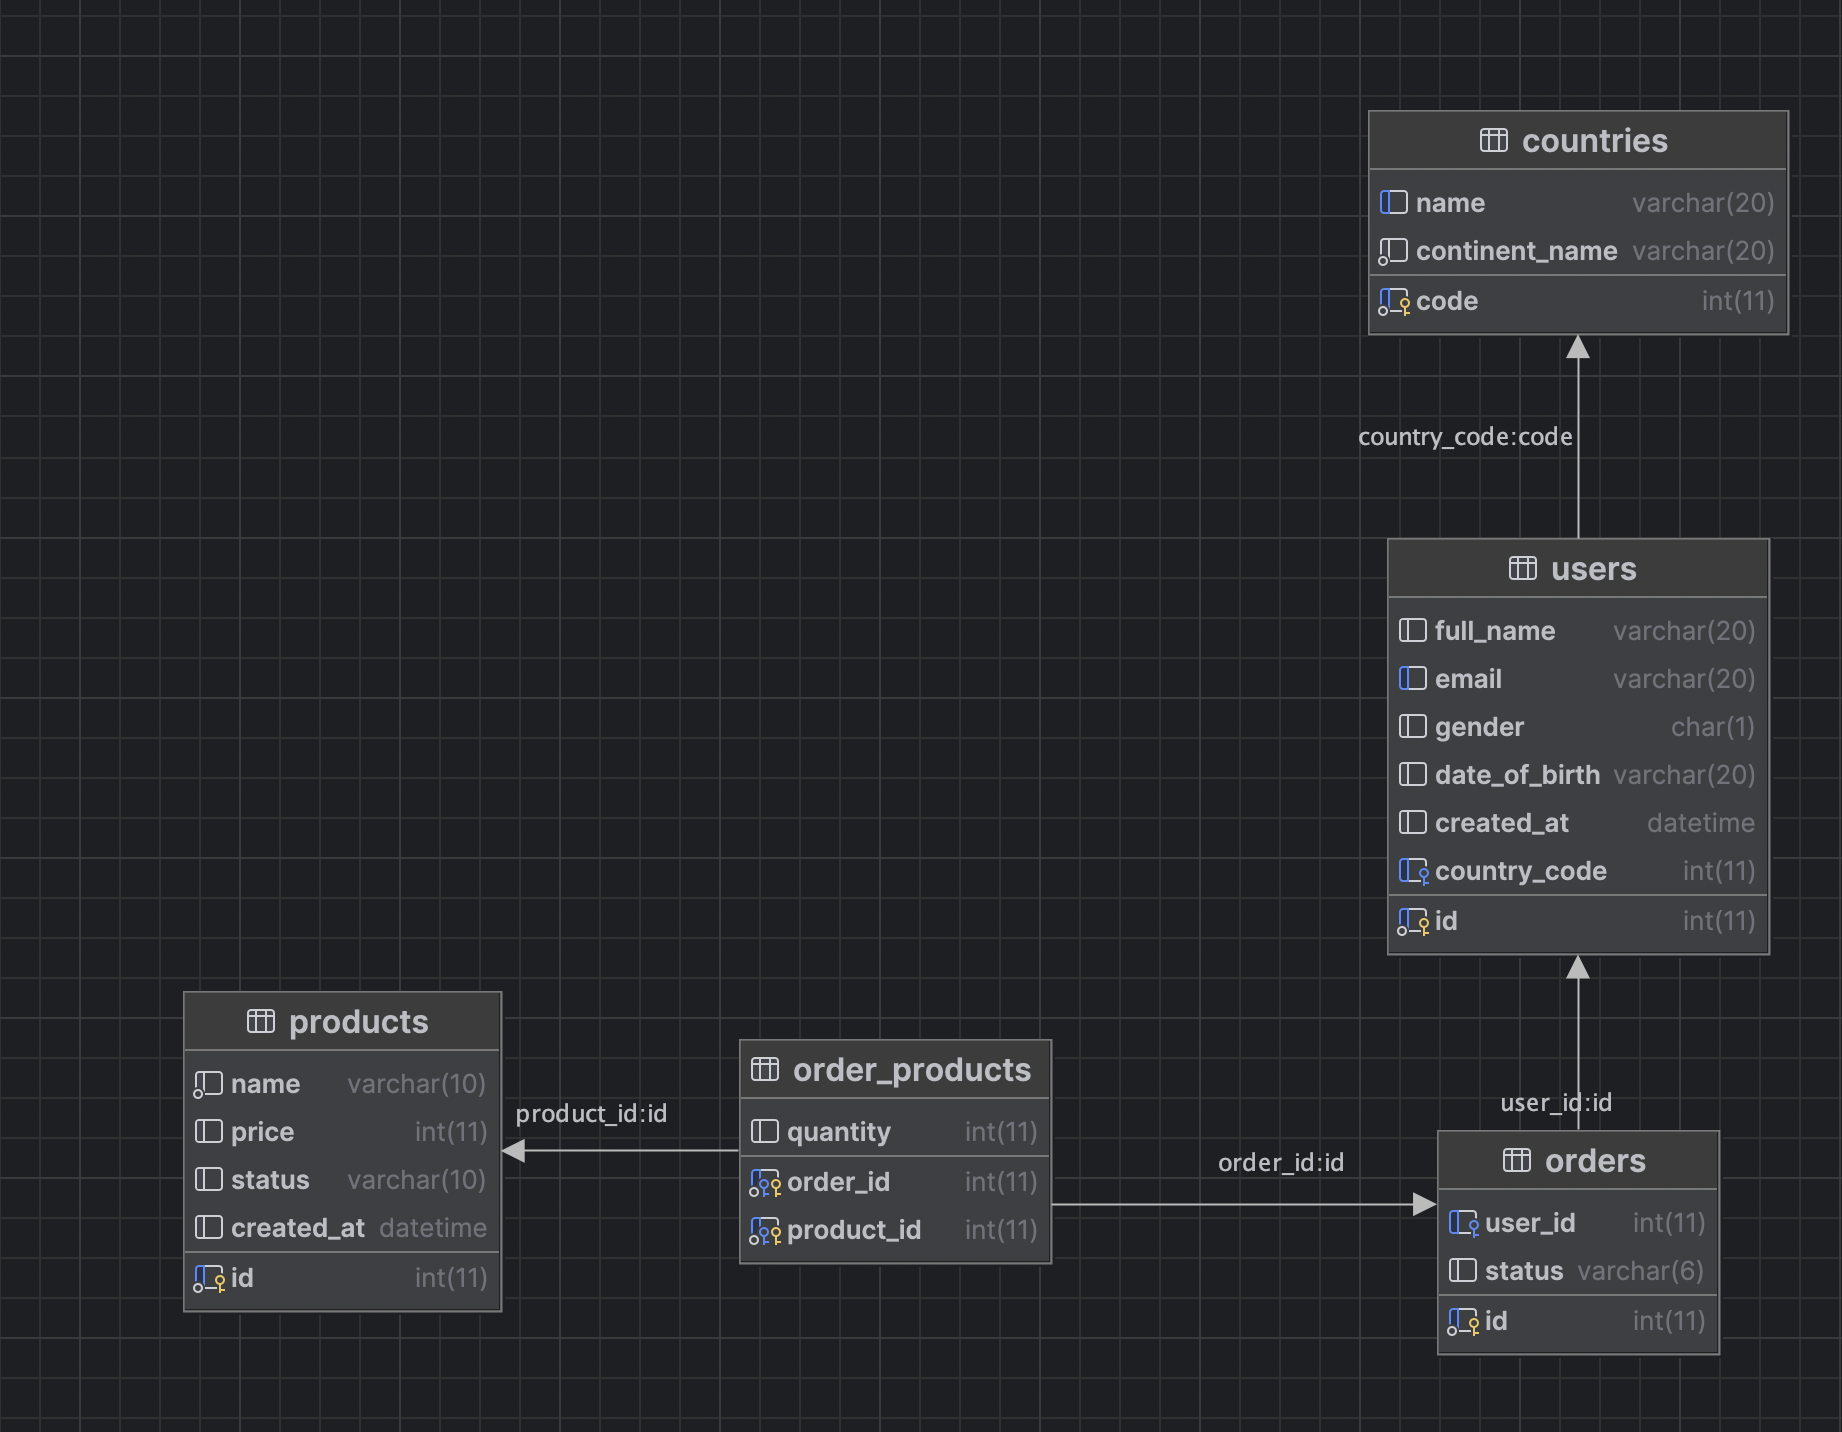 countries
name varchar(20)
continent_name varchar(20)
code int(11)
country_code:code
users
full_name varchar(20)
email varchar(20)
gender char(1)
date_of_birth varchar(20)
created_at datetime
country_code int(11)
id int(11)
products
name varchar(10)
price int(11)
status varchar(10)
created_at datetime
id int(11)
product_id:id
order_products
quantity int(11)
order_id int(11)
product_id int(11)
order_id:id
user_id:id
orders
user_id int(11)
status varchar(6)
id int(11)